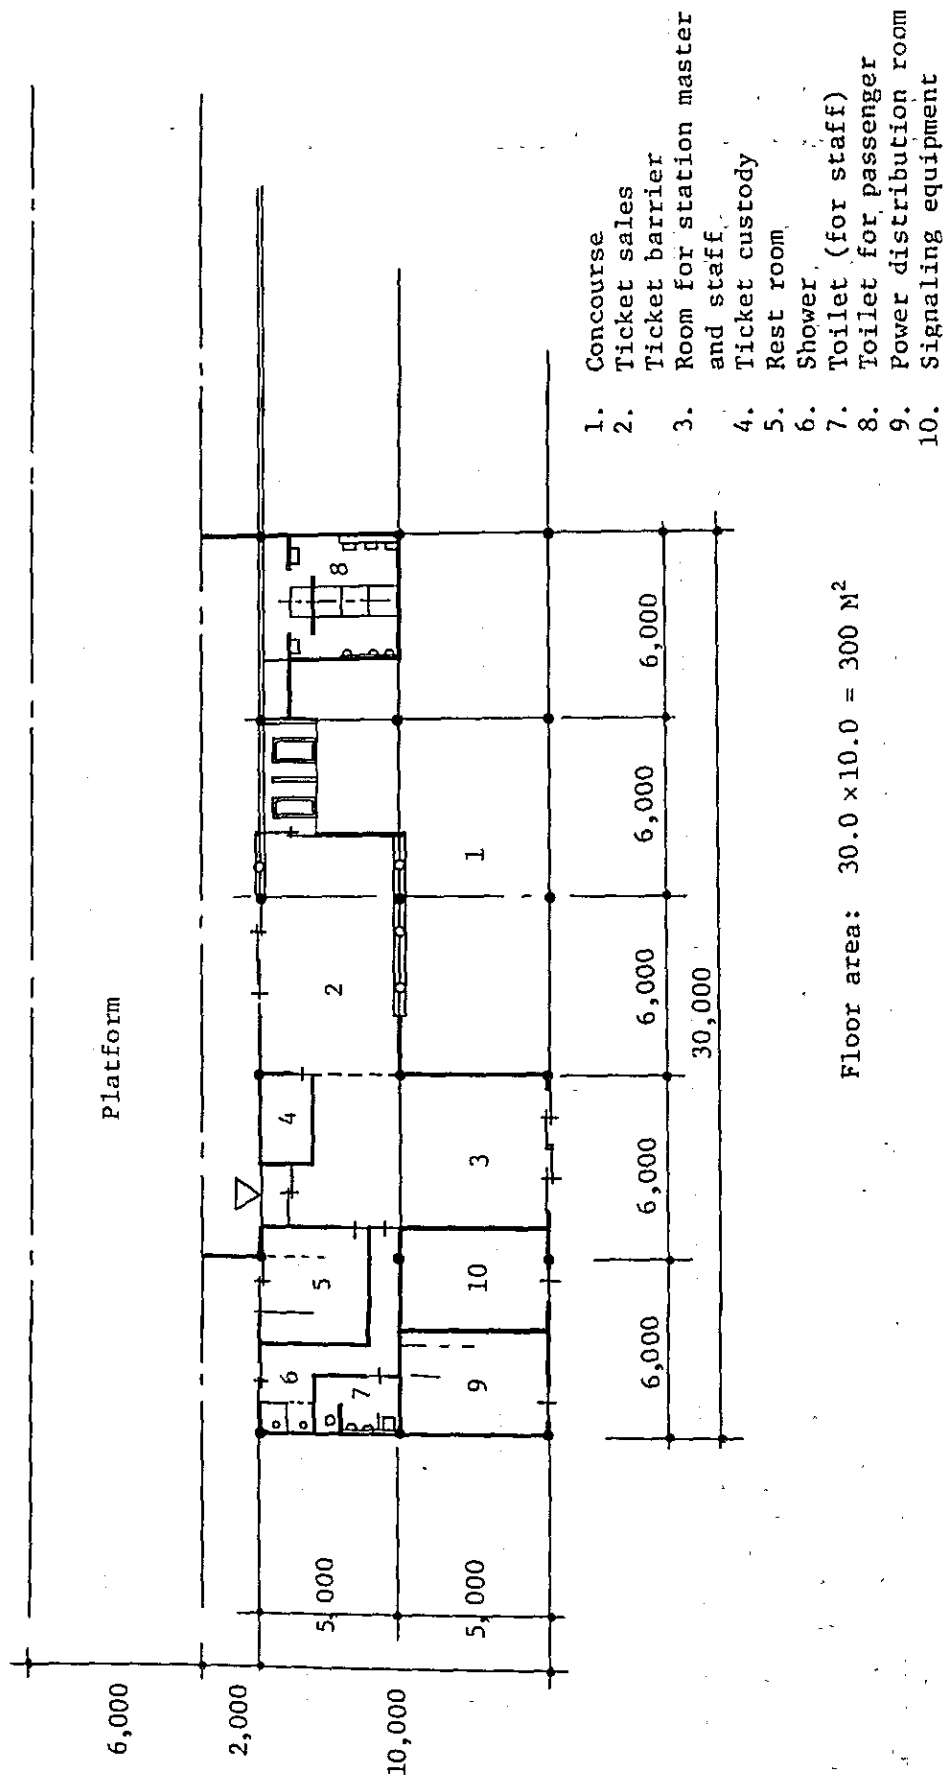 Platform
6,000
2,000
10,000
5,000
5,000
8
2
1
4
3
5
10
6
7
9
6,000
6,000
6,000
6,000
6,000
30,000
1. Concourse
2. Ticket sales
Ticket barrier
3. Room for station master
and staff
4. Ticket custody
5. Rest room
6. Shower
7. Toilet (for staff)
8. Toilet for passenger
9. Power distribution room
10. Signaling equipment
Floor area: 30.0 × 10.0 = 300 M²